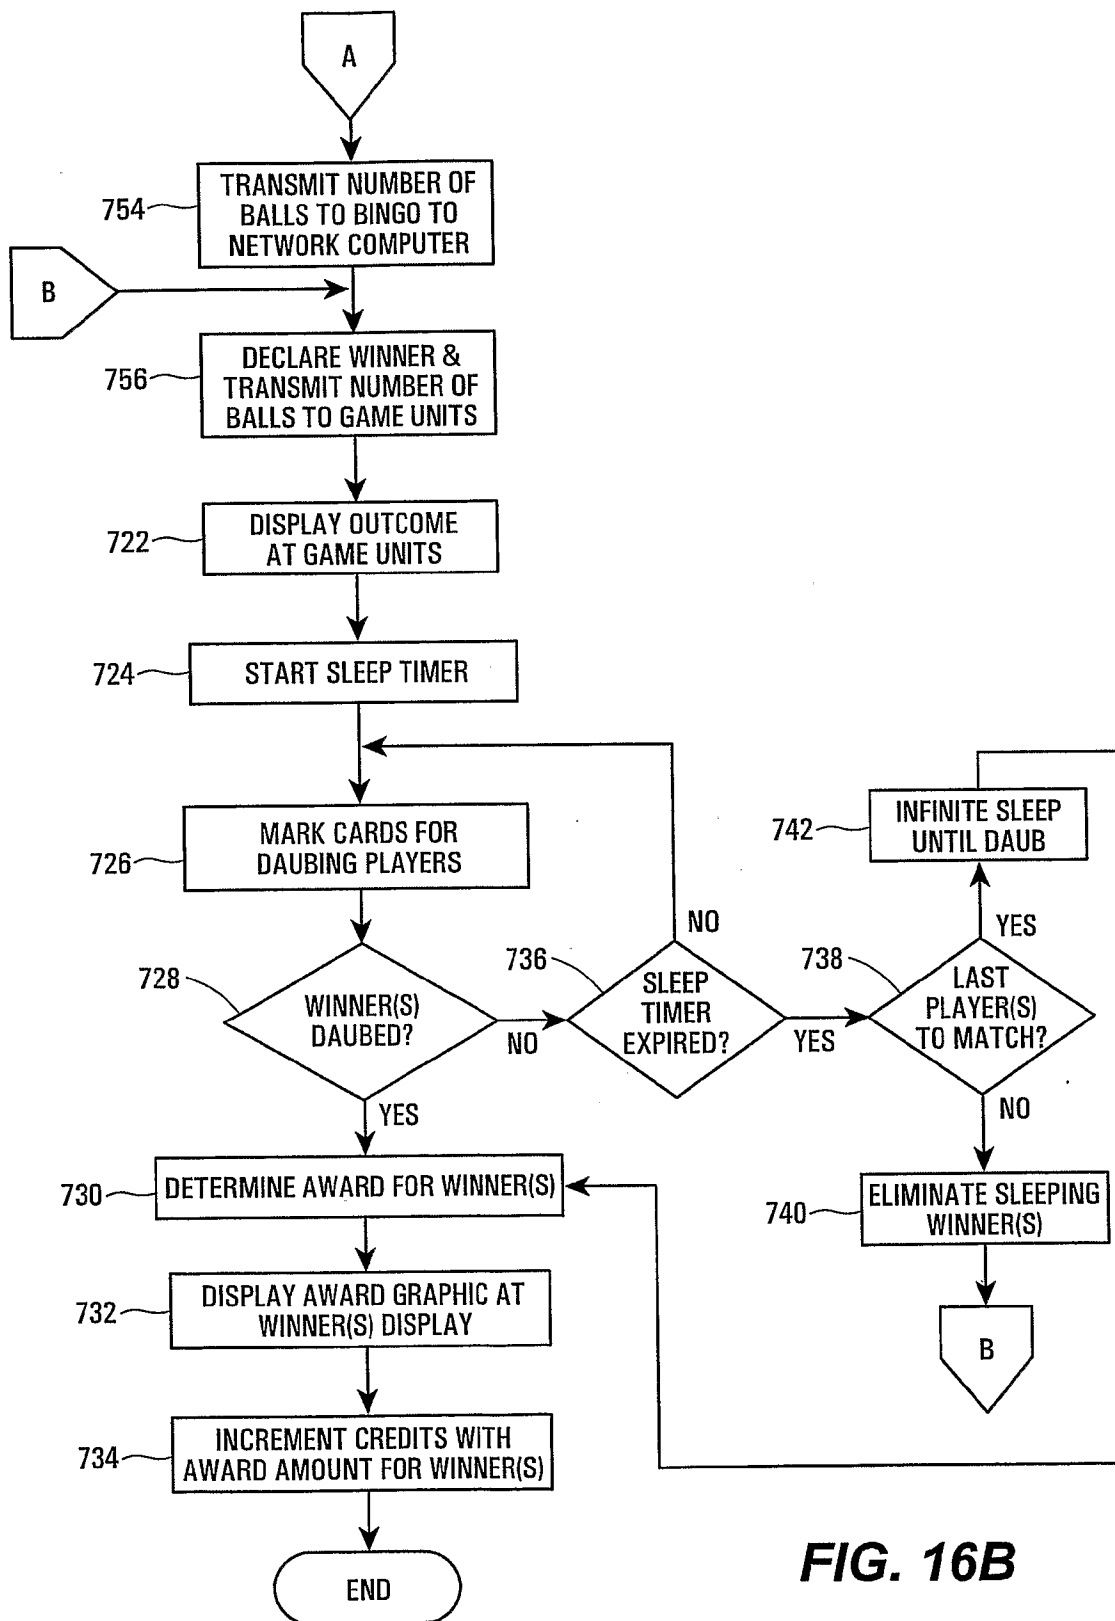 A
754
TRANSMIT NUMBER OF
BALLS TO BINGO TO
NETWORK COMPUTER
B
756
DECLARE WINNER &
TRANSMIT NUMBER OF
BALLS TO GAME UNITS
722
DISPLAY OUTCOME
AT GAME UNITS
724
START SLEEP TIMER
726
MARK CARDS FOR
DAUBING PLAYERS
742
INFINITE SLEEP
UNTIL DAUB
NO
YES
728
WINNER(S)
DAUBED?
NO
736
SLEEP
TIMER
EXPIRED?
YES
738
LAST
PLAYER(S)
TO MATCH?
YES
NO
730
DETERMINE AWARD FOR WINNER(S)
740
ELIMINATE SLEEPING
WINNER(S)
732
DISPLAY AWARD GRAPHIC AT
WINNER(S) DISPLAY
B
734
INCREMENT CREDITS WITH
AWARD AMOUNT FOR WINNER(S)
END
FIG. 16B